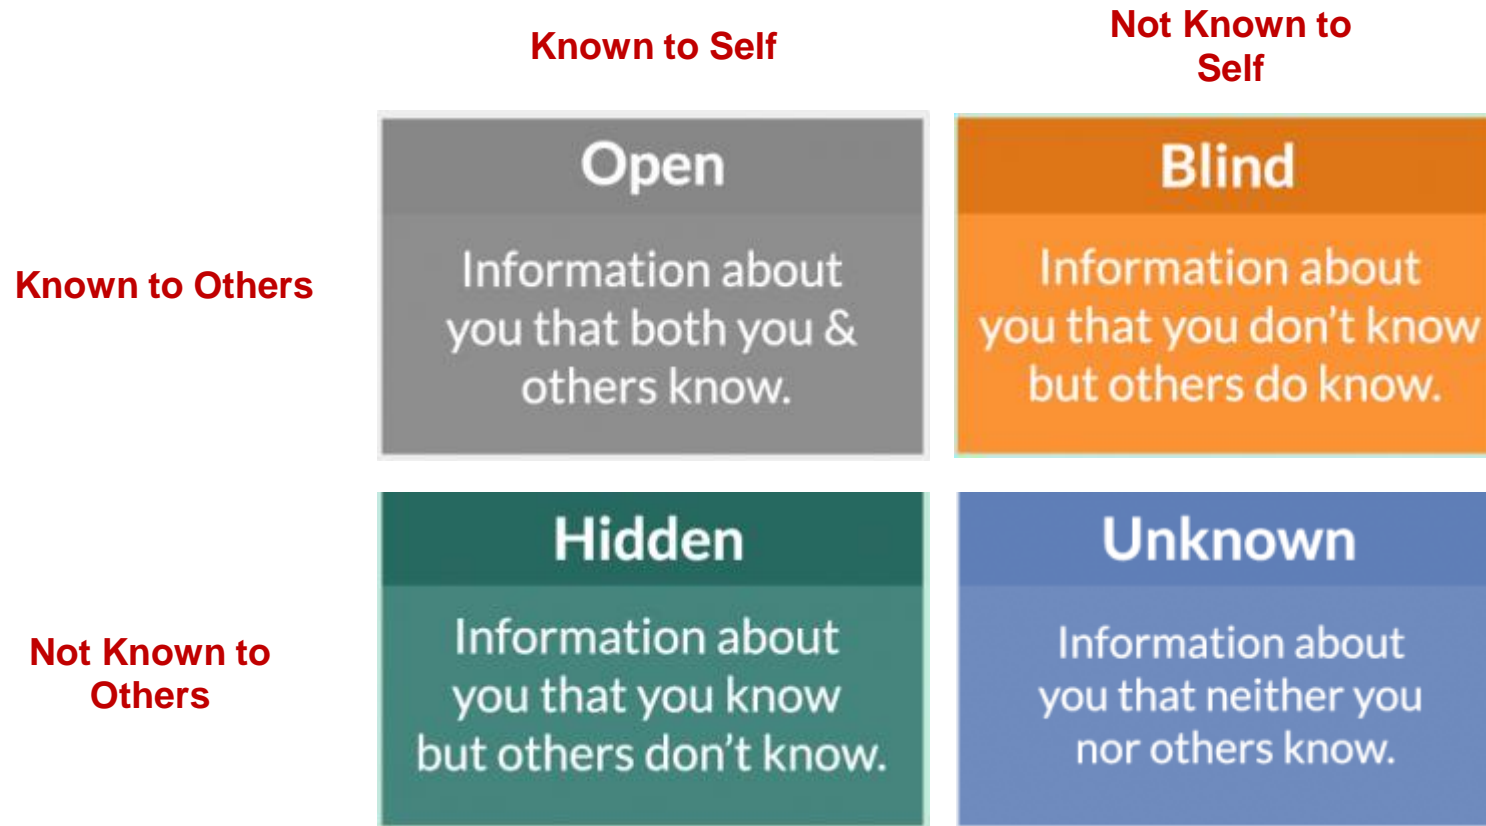 Known to Self
Not Known to
Self
Known to Others
Open
Information about
you that both you &
others know.
Blind
Information about
you that you don't know
but others do know.
Not Known to
Others
Hidden
Information about
you that you know
but others don't know.
Unknown
Information about
you that neither you
nor others know.